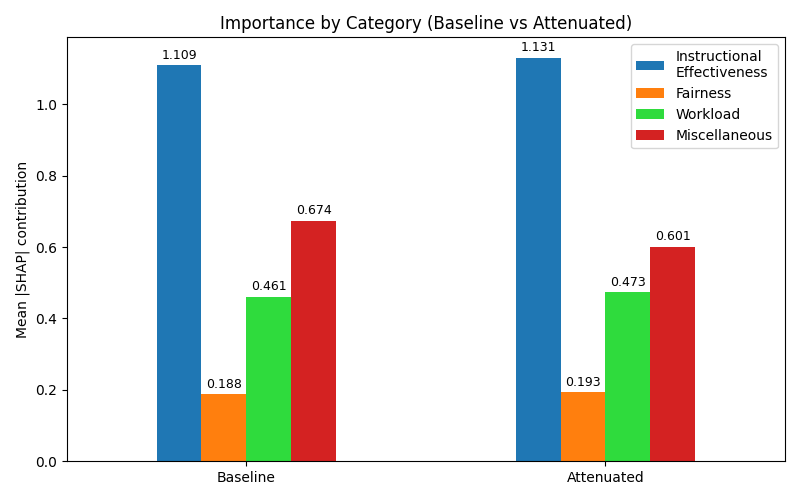 Importance by Category (Baseline vs Attenuated)
Mean |SHAP| contribution
1.0
0.8
0.6
0.4
0.2
0.0
1.109
0.188
0.461
0.674
1.131
0.193
0.473
0.601
Instructional
Effectiveness
Fairness
Workload
Miscellaneous
Baseline
Attenuated